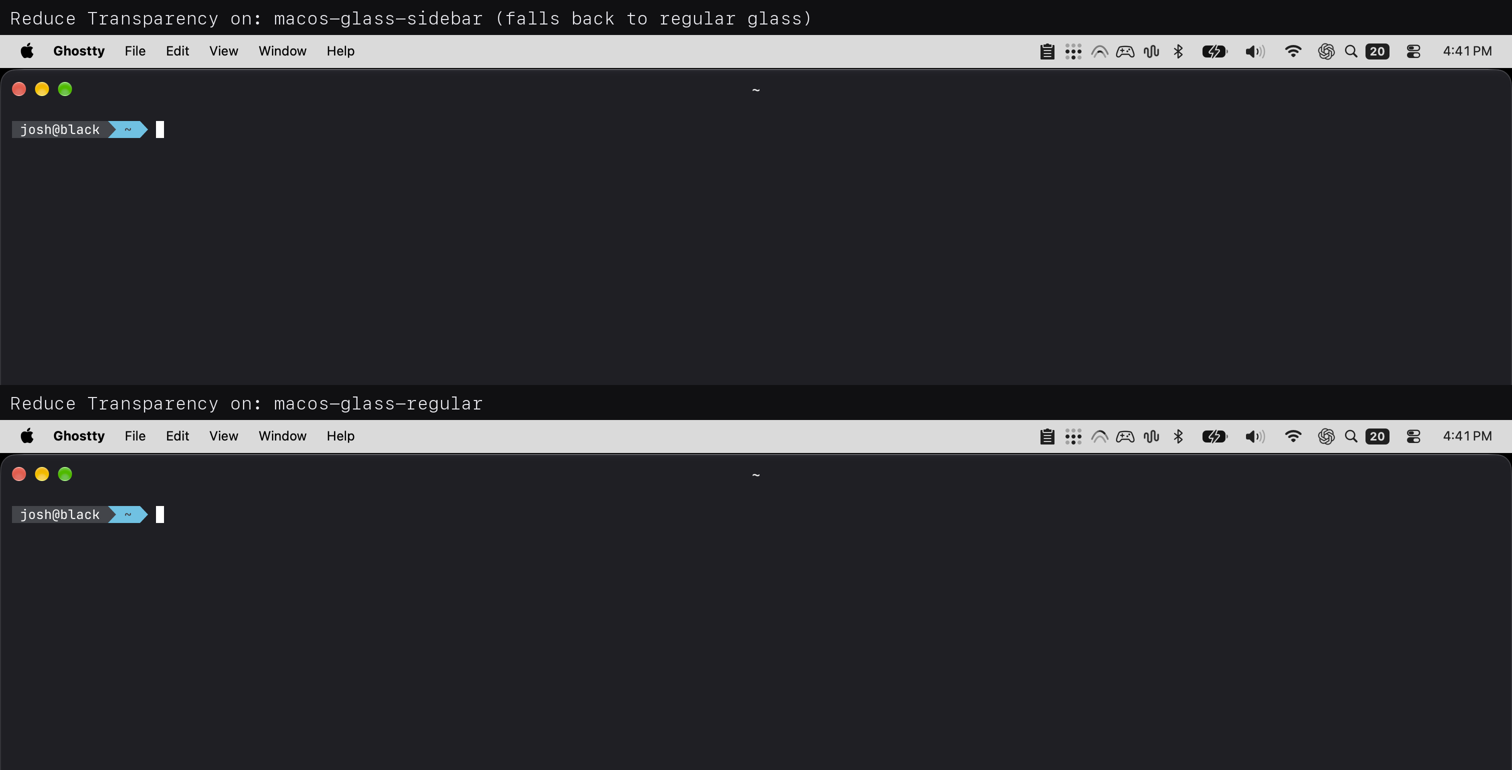 Reduce Transparency on: macos-glass-sidebar (falls back to regular glass)
Ghostty File Edit View Window Help 20 4:41 PM
~
josh@black ~
Reduce Transparency on: macos-glass-regular
Ghostty File Edit View Window Help 20 4:41 PM
~
josh@black ~